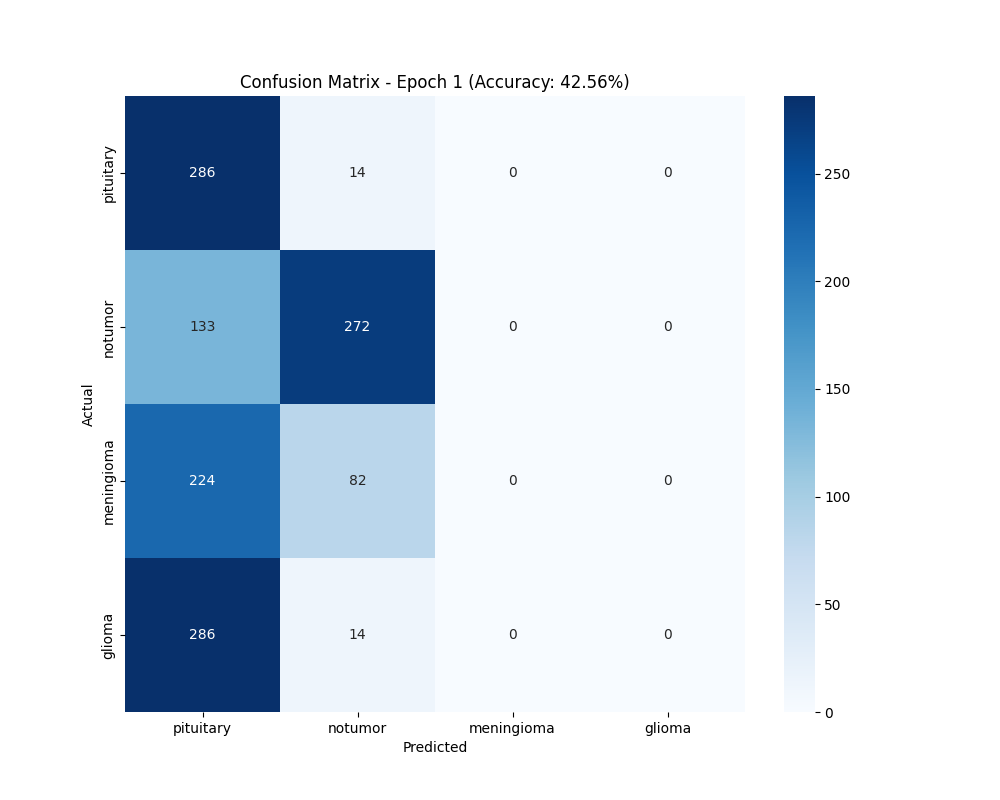 Confusion Matrix - Epoch 1 (Accuracy: 42.56%)
Actual
pituitary 286 14 0 0
notumor 133 272 0 0
meningioma 224 82 0 0
glioma 286 14 0 0
pituitary notumor meningioma glioma
Predicted
250
200
150
100
50
0